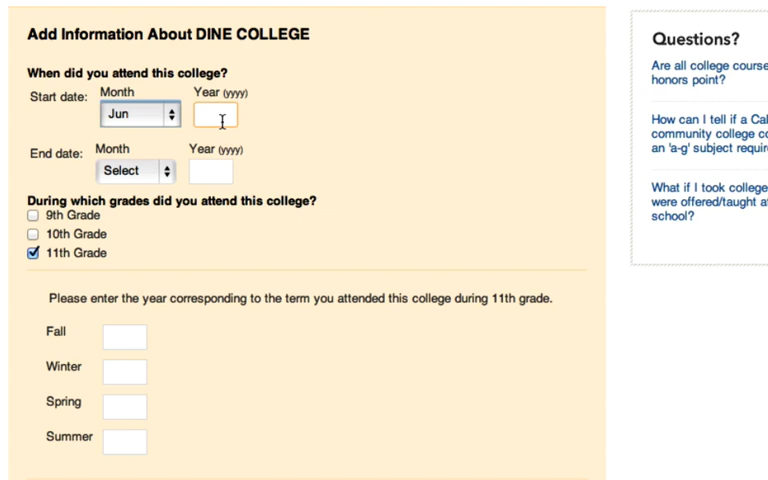 Add Information About DINE COLLEGE
When did you attend this college?
Start date: Month Year (yyyy)
Jun
End date: Month Year (yyyy)
Select
During which grades did you attend this college?
9th Grade
10th Grade
11th Grade
Please enter the year corresponding to the term you attended this college during 11th grade.
Fall
Winter
Spring
Summer
Questions?
Are all college course
honors point?
How can I tell if a Cal
community college co
an 'a-g' subject requir
What if I took college
were offered/taught a
school?